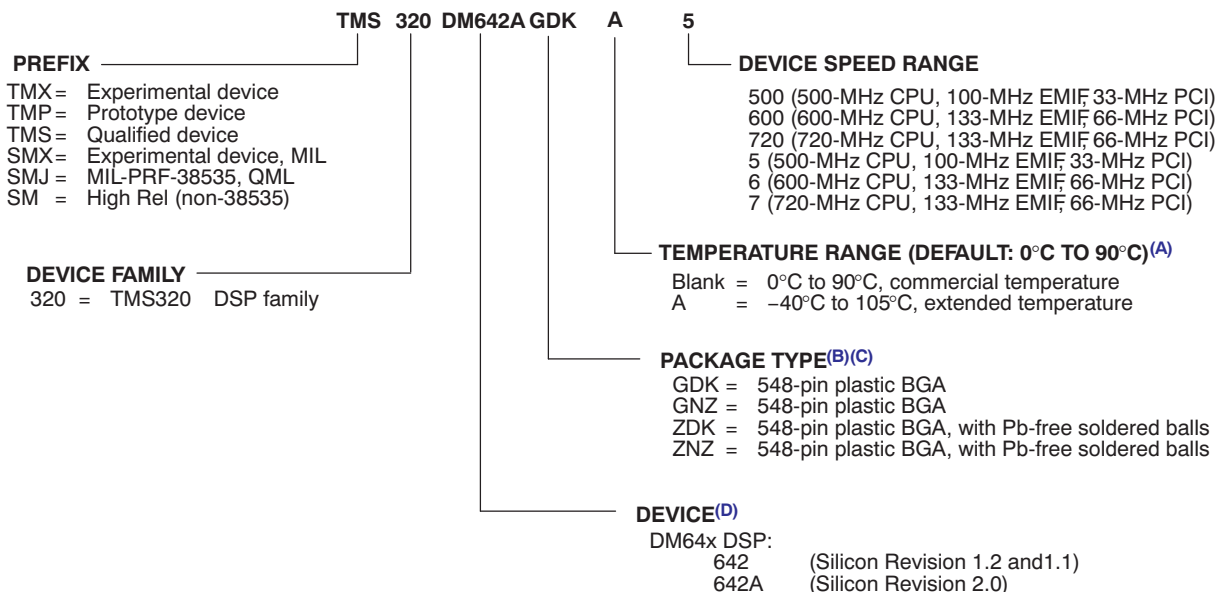 TMS 320 DM642A GDK A 5
PREFIX
TMX = Experimental device
TMP = Prototype device
TMS = Qualified device
SMX = Experimental device, MIL
SMJ = MIL-PRF-38535, QML
SM = High Rel (non-38535)
DEVICE SPEED RANGE
500 (500-MHz CPU, 100-MHz EMIF, 33-MHz PCI)
600 (600-MHz CPU, 133-MHz EMIF, 66-MHz PCI)
720 (720-MHz CPU, 133-MHz EMIF, 66-MHz PCI)
5 (500-MHz CPU, 100-MHz EMIF, 33-MHz PCI)
6 (600-MHz CPU, 133-MHz EMIF, 66-MHz PCI)
7 (720-MHz CPU, 133-MHz EMIF, 66-MHz PCI)
DEVICE FAMILY
320 = TMS320 DSP family
TEMPERATURE RANGE (DEFAULT: 0°C TO 90°C)(A)
Blank = 0°C to 90°C, commercial temperature
A = −40°C to 105°C, extended temperature
PACKAGE TYPE(B)(C)
GDK = 548-pin plastic BGA
GNZ = 548-pin plastic BGA
ZDK = 548-pin plastic BGA, with Pb-free soldered balls
ZNZ = 548-pin plastic BGA, with Pb-free soldered balls
DEVICE(D)
DM64x DSP:
642 (Silicon Revision 1.2 and1.1)
642A (Silicon Revision 2.0)